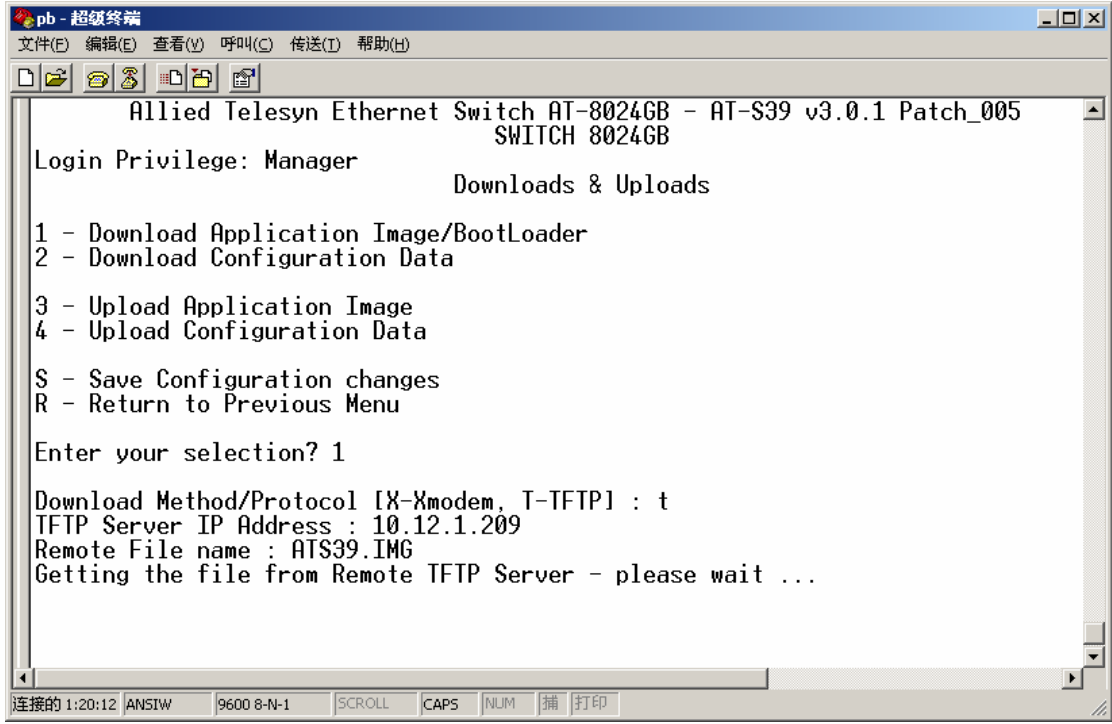 pb - 超级终端
文件(F) 编辑(E) 查看(V) 呼叫(C) 传送(T) 帮助(H)
Allied Telesyn Ethernet Switch AT-8024GB - AT-S39 v3.0.1 Patch_005
SWITCH 8024GB
Login Privilege: Manager
Downloads & Uploads
1 - Download Application Image/BootLoader
2 - Download Configuration Data
3 - Upload Application Image
4 - Upload Configuration Data
S - Save Configuration changes
R - Return to Previous Menu
Enter your selection? 1
Download Method/Protocol [X-Xmodem, T-TFTP] : t
TFTP Server IP Address : 10.12.1.209
Remote File name : ATS39.IMG
Getting the file from Remote TFTP Server - please wait ...
连接的 1:20:12 ANSIW 9600 8-N-1 SCROLL CAPS NUM 捕 打印